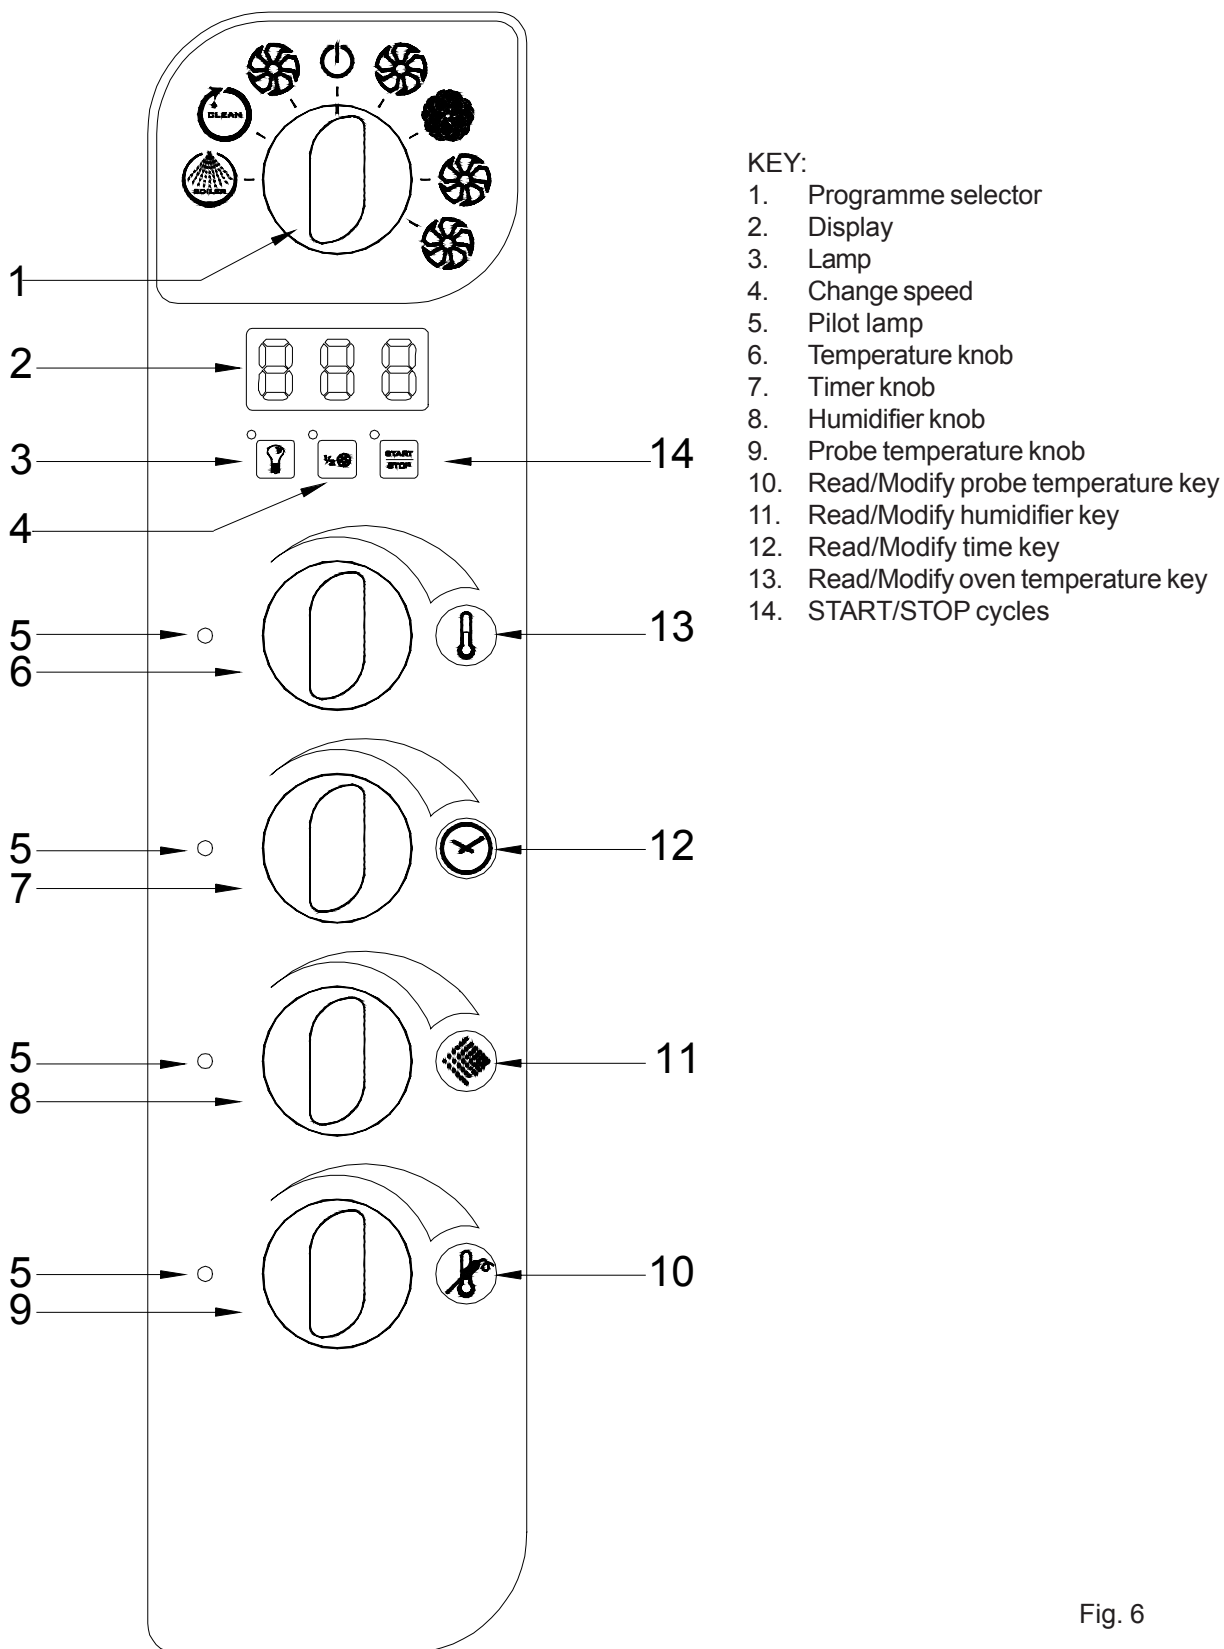 CLEAN
1
2
3
14
4
START
STOP
1/2
5
6
13
5
7
12
5
8
11
5
9
10
KEY:
1. Programme selector
2. Display
3. Lamp
4. Change speed
5. Pilot lamp
6. Temperature knob
7. Timer knob
8. Humidifier knob
9. Probe temperature knob
10. Read/Modify probe temperature key
11. Read/Modify humidifier key
12. Read/Modify time key
13. Read/Modify oven temperature key
14. START/STOP cycles
Fig. 6